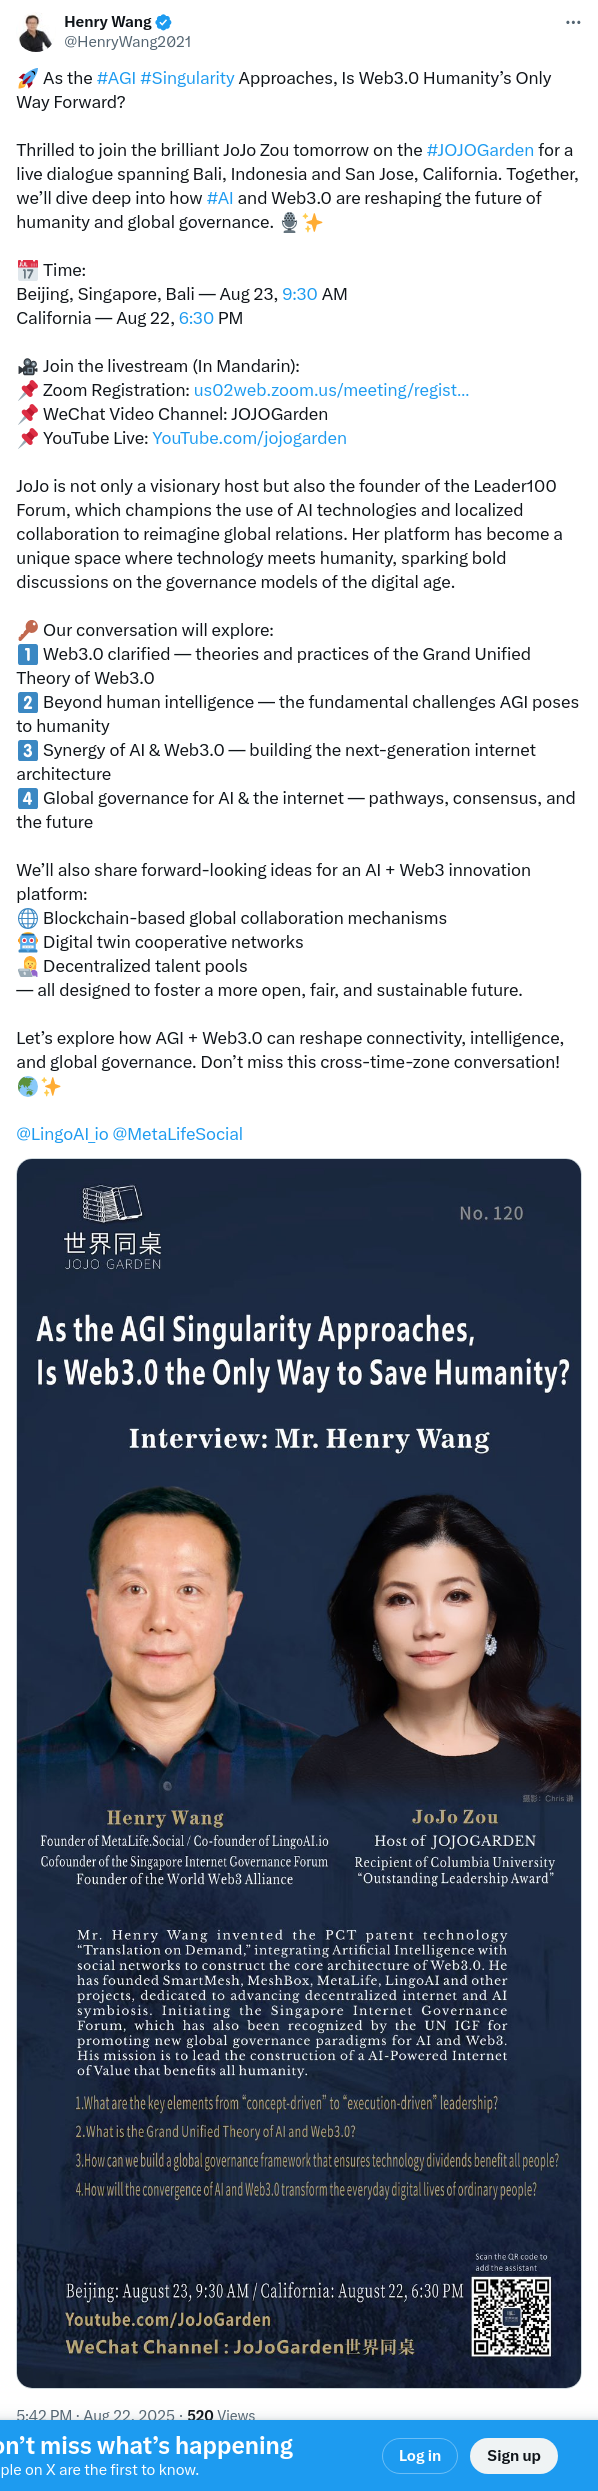 Henry Wang
@HenryWang2021
As the #AGI #Singularity Approaches, Is Web3.0 Humanity’s Only
Way Forward?
Thrilled to join the brilliant JoJo Zou tomorrow on the #JOJOGarden for a
live dialogue spanning Bali, Indonesia and San Jose, California. Together,
we’ll dive deep into how #AI and Web3.0 are reshaping the future of
humanity and global governance. 🎙️✨
📅 Time:
Beijing, Singapore, Bali — Aug 23, 9:30 AM
California — Aug 22, 6:30 PM
🎥 Join the livestream (In Mandarin):
📌 Zoom Registration: us02web.zoom.us/meeting/regist…
📌 WeChat Video Channel: JOJOGarden
📌 YouTube Live: YouTube.com/jojogarden
JoJo is not only a visionary host but also the founder of the Leader100
Forum, which champions the use of AI technologies and localized
collaboration to reimagine global relations. Her platform has become a
unique space where technology meets humanity, sparking bold
discussions on the governance models of the digital age.
🔑 Our conversation will explore:
1️⃣ Web3.0 clarified — theories and practices of the Grand Unified
Theory of Web3.0
2️⃣ Beyond human intelligence — the fundamental challenges AGI poses
to humanity
3️⃣ Synergy of AI & Web3.0 — building the next-generation internet
architecture
4️⃣ Global governance for AI & the internet — pathways, consensus, and
the future
We’ll also share forward-looking ideas for an AI + Web3 innovation
platform:
🌐 Blockchain-based global collaboration mechanisms
🤖 Digital twin cooperative networks
👩‍💻 Decentralized talent pools
— all designed to foster a more open, fair, and sustainable future.
Let’s explore how AGI + Web3.0 can reshape connectivity, intelligence,
and global governance. Don’t miss this cross-time-zone conversation!
🌏✨
@LingoAI_io @MetaLifeSocial
世界同桌
JOJO GARDEN
No. 120
As the AGI Singularity Approaches,
Is Web3.0 the Only Way to Save Humanity?
Interview: Mr. Henry Wang
攝影：Chris 謙
Henry Wang
Founder of MetaLife.Social / Co-founder of LingoAI.io
Cofounder of the Singapore Internet Governance Forum
Founder of the World Web3 Alliance
JoJo Zou
Host of JOJOGARDEN
Recipient of Columbia University
“Outstanding Leadership Award”
Mr. Henry Wang invented the PCT patent technology
“Translation on Demand,” integrating Artificial Intelligence with
social networks to construct the core architecture of Web3.0. He
has founded SmartMesh, MeshBox, MetaLife, LingoAI and other
projects, dedicated to advancing decentralized internet and AI
symbiosis. Initiating the Singapore Internet Governance
Forum, which has also been recognized by the UN IGF for
promoting new global governance paradigms for AI and Web3.
His mission is to lead the construction of a AI-Powered Internet
of Value that benefits all humanity.
1.What are the key elements from “concept-driven” to “execution-driven” leadership?
2.What is the Grand Unified Theory of AI and Web3.0?
3.How can we build a global governance framework that ensures technology dividends benefit all people?
4.How will the convergence of AI and Web3.0 transform the everyday digital lives of ordinary people?
Scan the QR code to
add the assistant
Beijing: August 23, 9:30 AM / California: August 22, 6:30 PM
Youtube.com/JoJoGarden
WeChat Channel : JoJoGarden世界同桌
5:42 PM · Aug 22, 2025 · 520 Views
on’t miss what’s happening
ple on X are the first to know.
Log in
Sign up